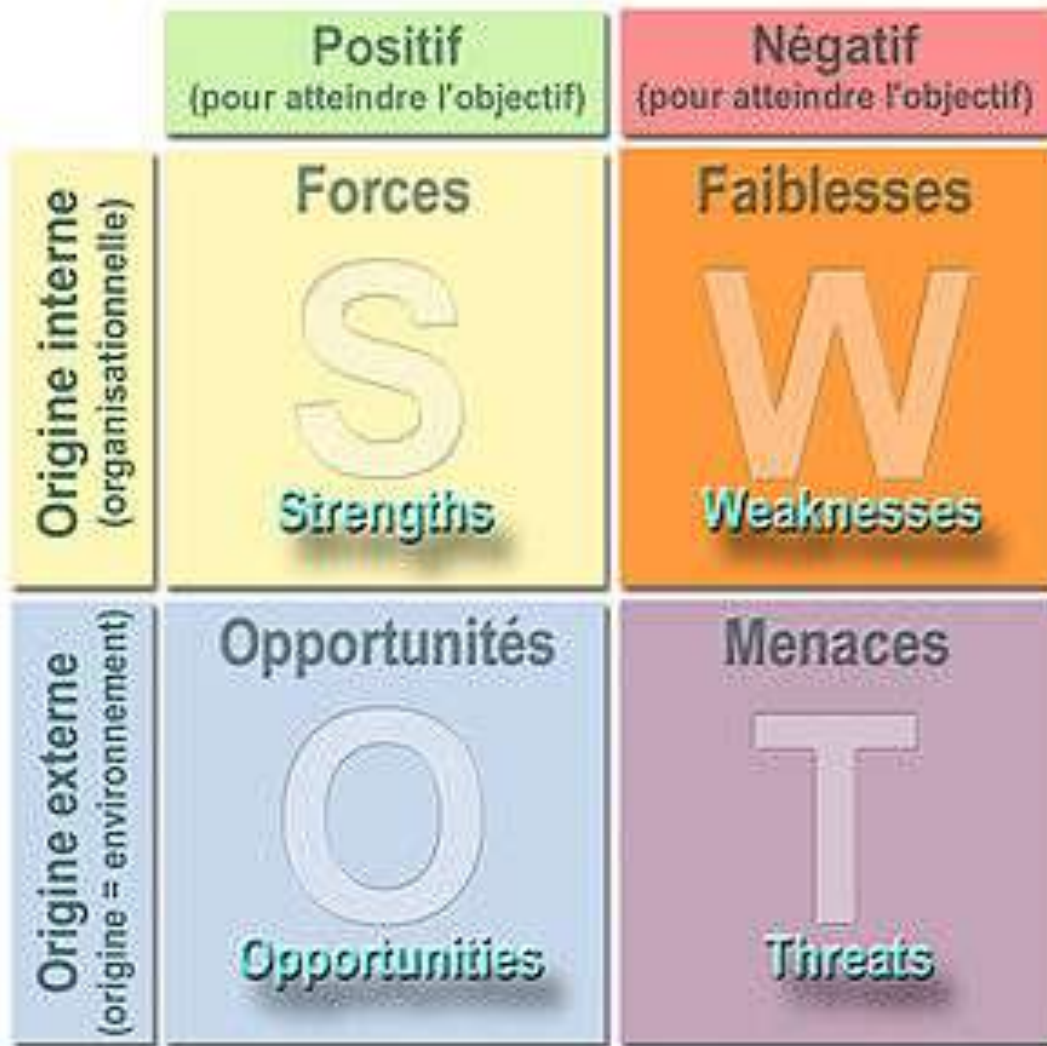 Positif
(pour atteindre l'objectif)
Négatif
(pour atteindre l'objectif)
Origine interne
(organisationnelle)
Forces
S
Strengths
Faiblesses
W
Weaknesses
Origine externe
(origine = environnement)
Opportunités
O
Opportunities
Menaces
T
Threats